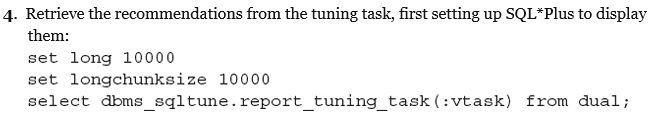 4. Retrieve the recommendations from the tuning task, first setting up SQL*Plus to display
them:
set long 10000
set longchunksize 10000
select dbms_sqltune.report_tuning_task(:vtask) from dual;